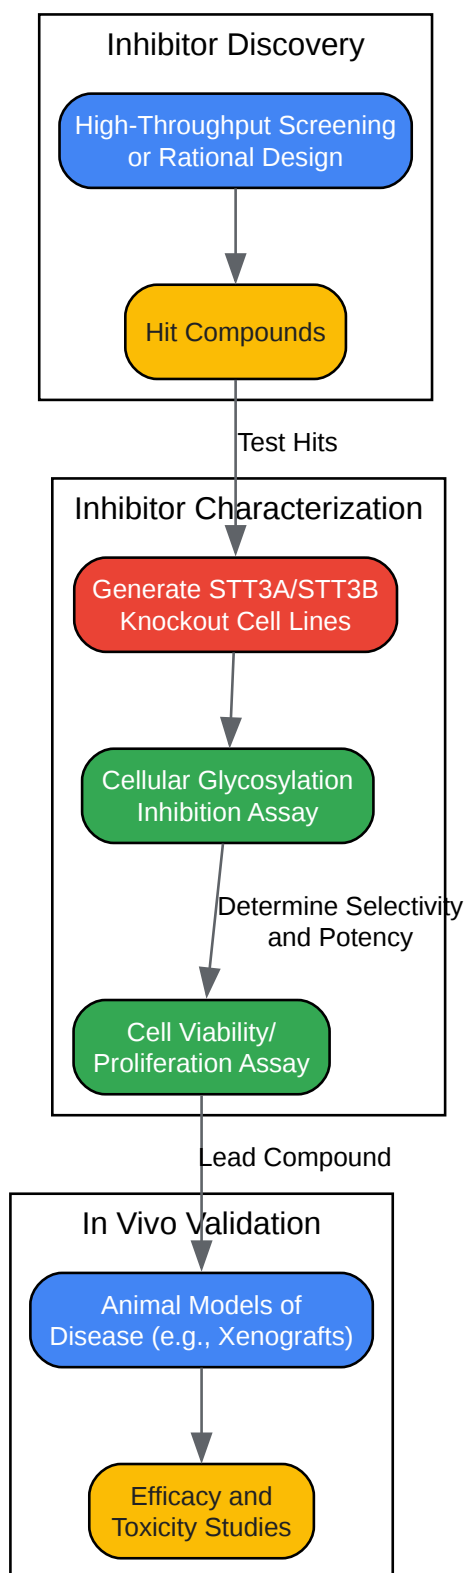 Inhibitor Discovery
High-Throughput Screening
or Rational Design
Hit Compounds
Test Hits
Inhibitor Characterization
Generate STT3A/STT3B
Knockout Cell Lines
Cellular Glycosylation
Inhibition Assay
Determine Selectivity
and Potency
Cell Viability/
Proliferation Assay
Lead Compound
In Vivo Validation
Animal Models of
Disease (e.g., Xenografts)
Efficacy and
Toxicity Studies